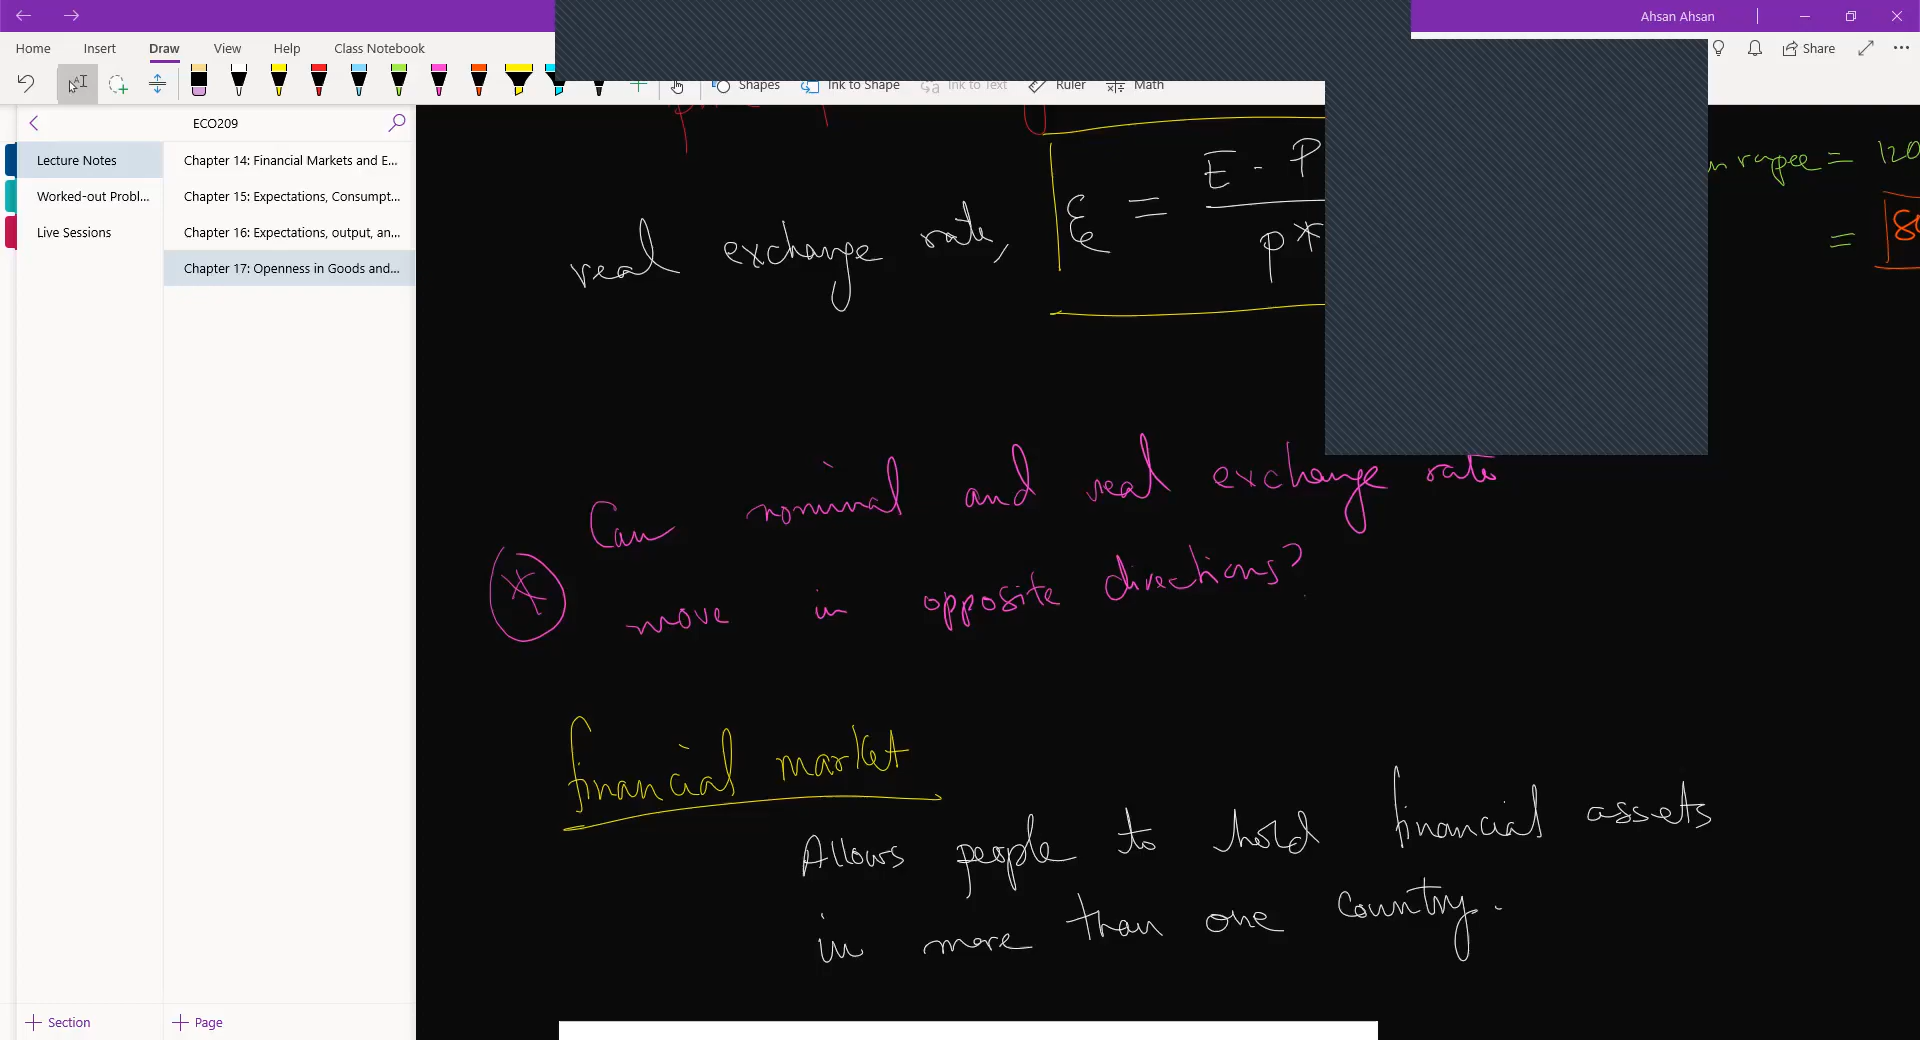 Ahsan Ahsan
Home Insert Draw View Help Class Notebook
Share
Shapes Ink to Shape Ink to Text Ruler Math
ECO209
Lecture Notes
Worked-out Probl...
Live Sessions
Chapter 14: Financial Markets and E...
Chapter 15: Expectations, Consumpt...
Chapter 16: Expectations, output, an...
Chapter 17: Openness in Goods and...
real exchange rate, ε = E · P / P*
rupee = 120
= 80
Can nominal and real exchange rate
* move in opposite directions?
financial market
Allows people to hold financial assets
in more than one country.
+ Section
+ Page